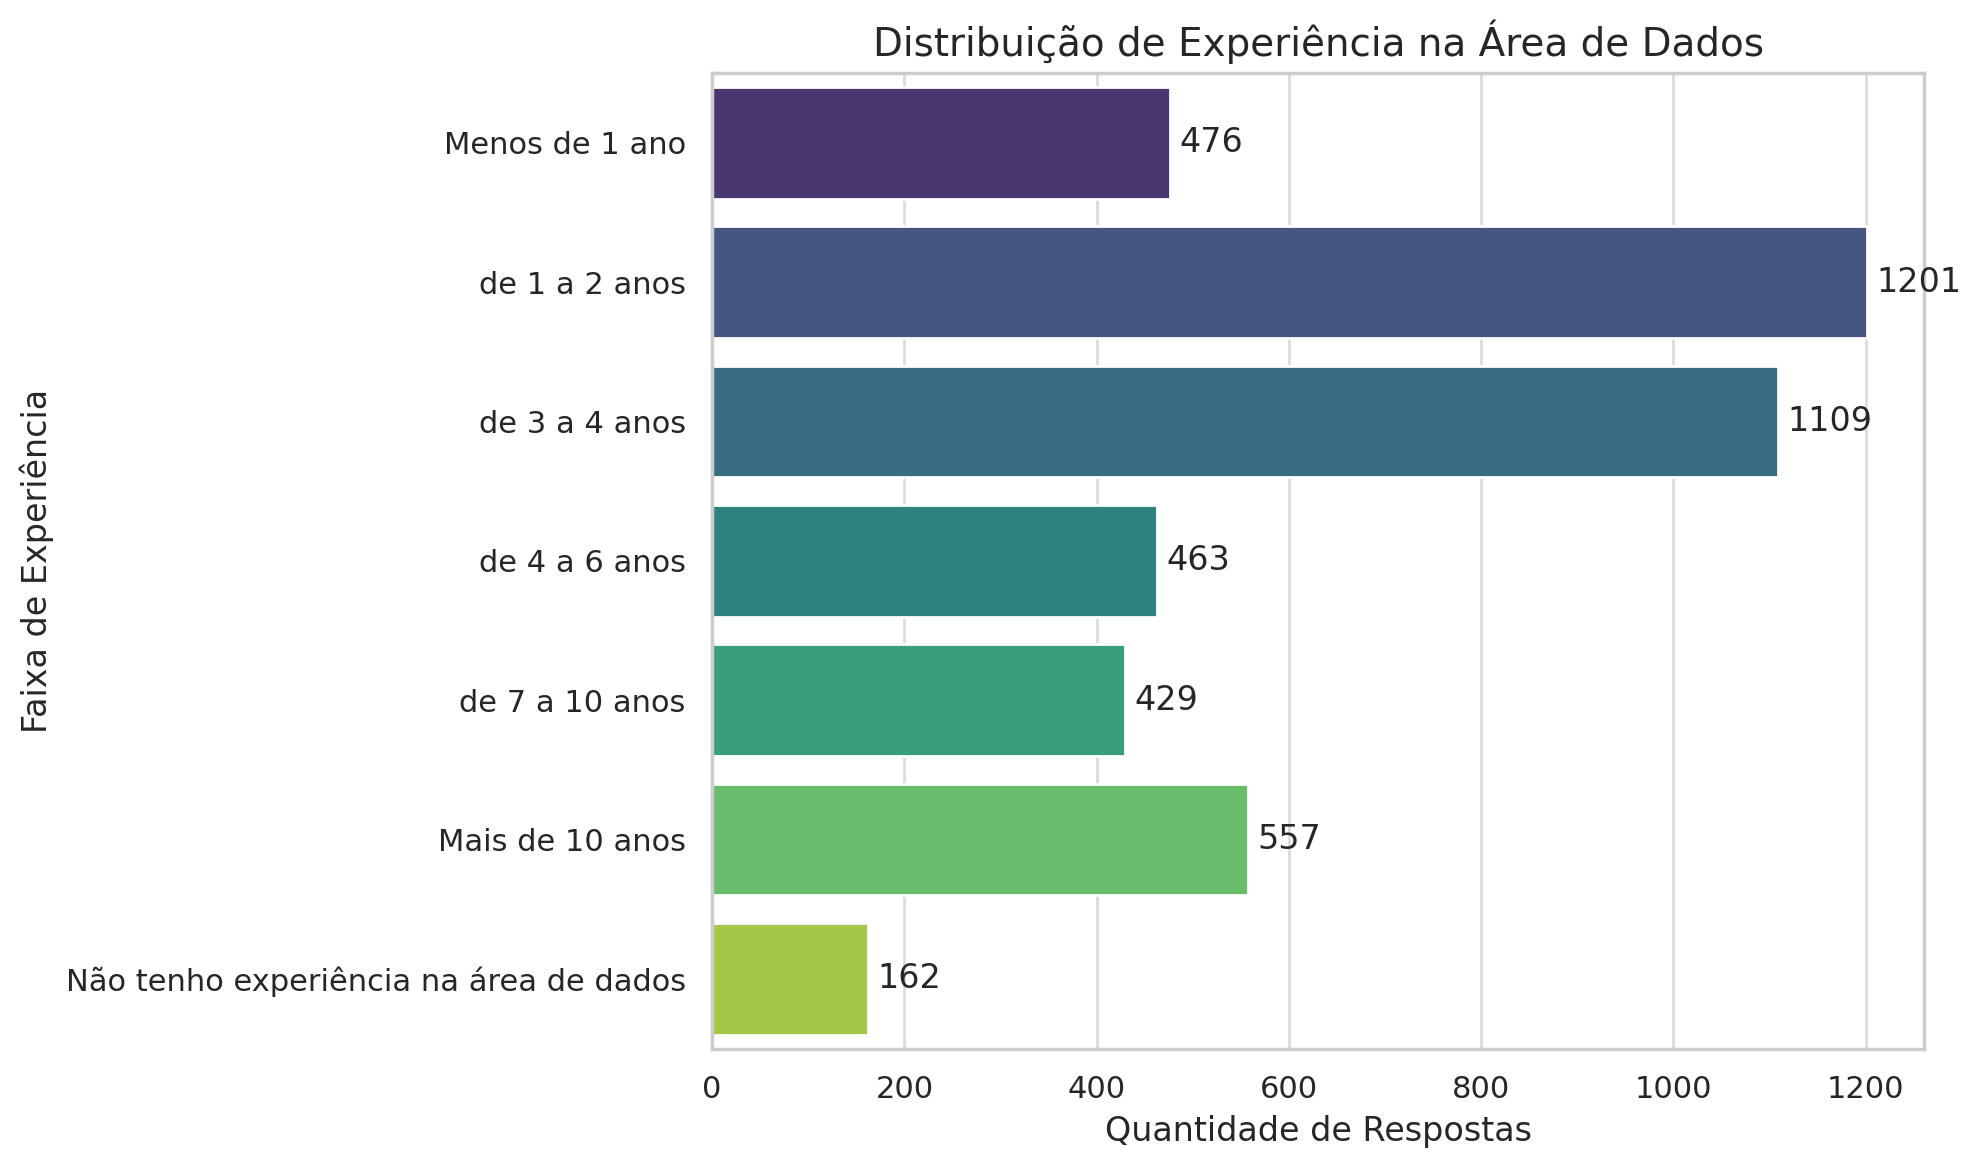 Distribuição de Experiência na Área de Dados
Faixa de Experiência
Menos de 1 ano
476
de 1 a 2 anos
1201
de 3 a 4 anos
1109
de 4 a 6 anos
463
de 7 a 10 anos
429
Mais de 10 anos
557
Não tenho experiência na área de dados
162
0 200 400 600 800 1000 1200
Quantidade de Respostas